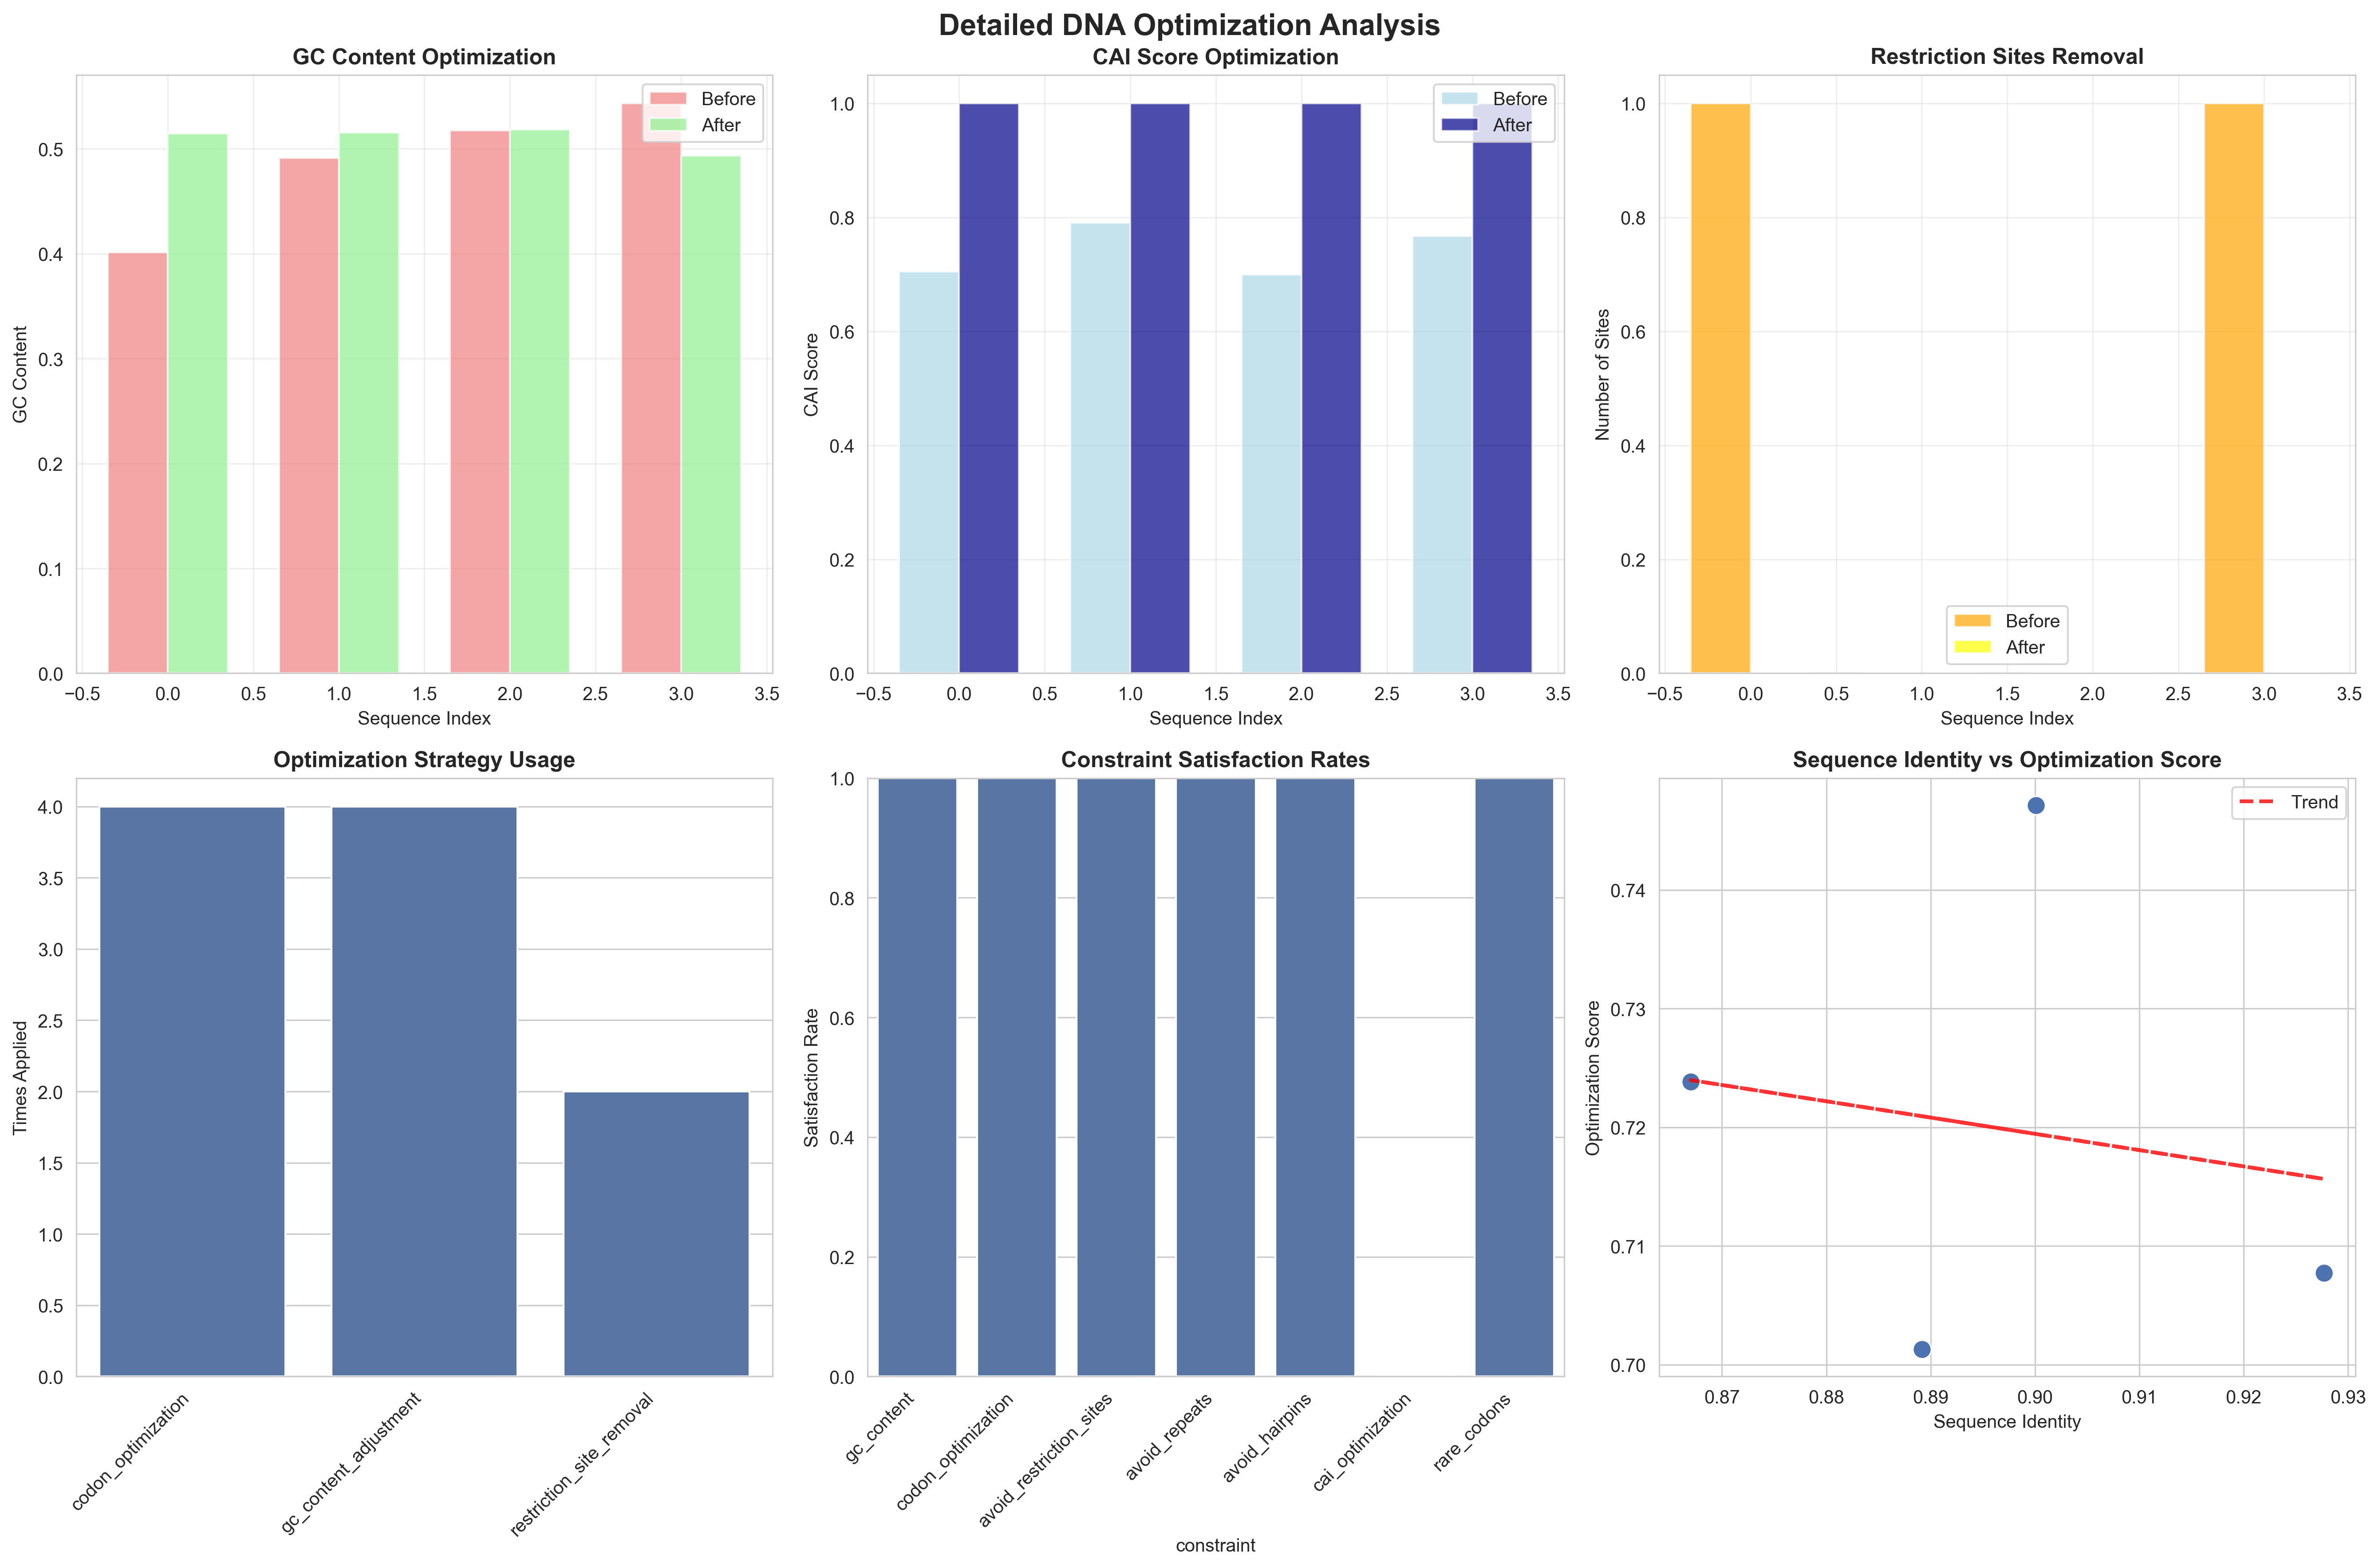 Detailed DNA Optimization Analysis
GC Content Optimization
Before
After
GC Content
0.5
0.4
0.3
0.2
0.1
0.0
−0.5 0.0 0.5 1.0 1.5 2.0 2.5 3.0 3.5
Sequence Index
CAI Score Optimization
Before
After
CAI Score
1.0
0.8
0.6
0.4
0.2
0.0
−0.5 0.0 0.5 1.0 1.5 2.0 2.5 3.0 3.5
Sequence Index
Restriction Sites Removal
Number of Sites
1.0
0.8
0.6
0.4
0.2
0.0
Before
After
−0.5 0.0 0.5 1.0 1.5 2.0 2.5 3.0 3.5
Sequence Index
Optimization Strategy Usage
Times Applied
4.0
3.5
3.0
2.5
2.0
1.5
1.0
0.5
0.0
codon_optimization
gc_content_adjustment
restriction_site_removal
Constraint Satisfaction Rates
Satisfaction Rate
1.0
0.8
0.6
0.4
0.2
0.0
gc_content
codon_optimization
avoid_restriction_sites
avoid_repeats
avoid_hairpins
cai_optimization
rare_codons
constraint
Sequence Identity vs Optimization Score
Trend
Optimization Score
0.74
0.73
0.72
0.71
0.70
0.87 0.88 0.89 0.90 0.91 0.92 0.93
Sequence Identity